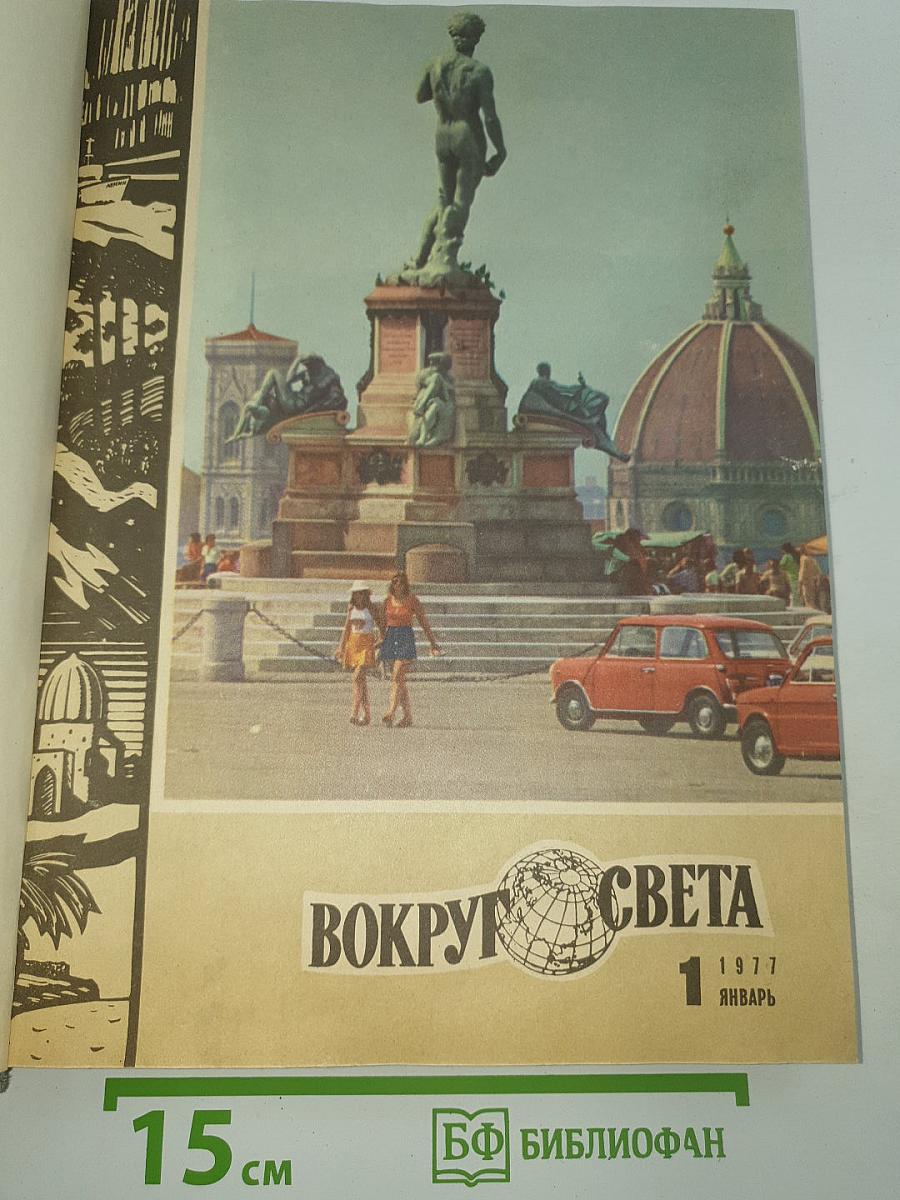 ВОКРУГ СВЕТА
1 1977
ЯНВАРЬ
15 см
БФ БИБЛИОФАН